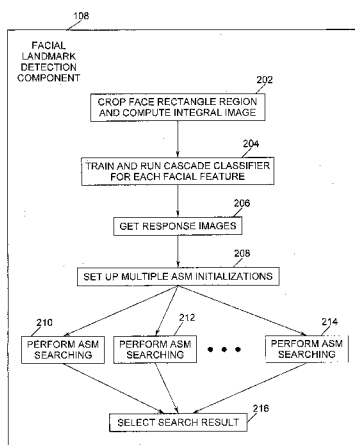 108
FACIAL
LANDMARK
DETECTION
COMPONENT
202
CROP FACE RECTANGLE REGION
AND COMPUTE INTEGRAL IMAGE
204
TRAIN AND RUN CASCADE CLASSIFIER
FOR EACH FACIAL FEATURE
206
GET RESPONSE IMAGES
208
SET UP MULTIPLE ASM INITIALIZATIONS
210
PERFORM ASM
SEARCHING
212
PERFORM ASM
SEARCHING
214
PERFORM ASM
SEARCHING
216
SELECT SEARCH RESULT